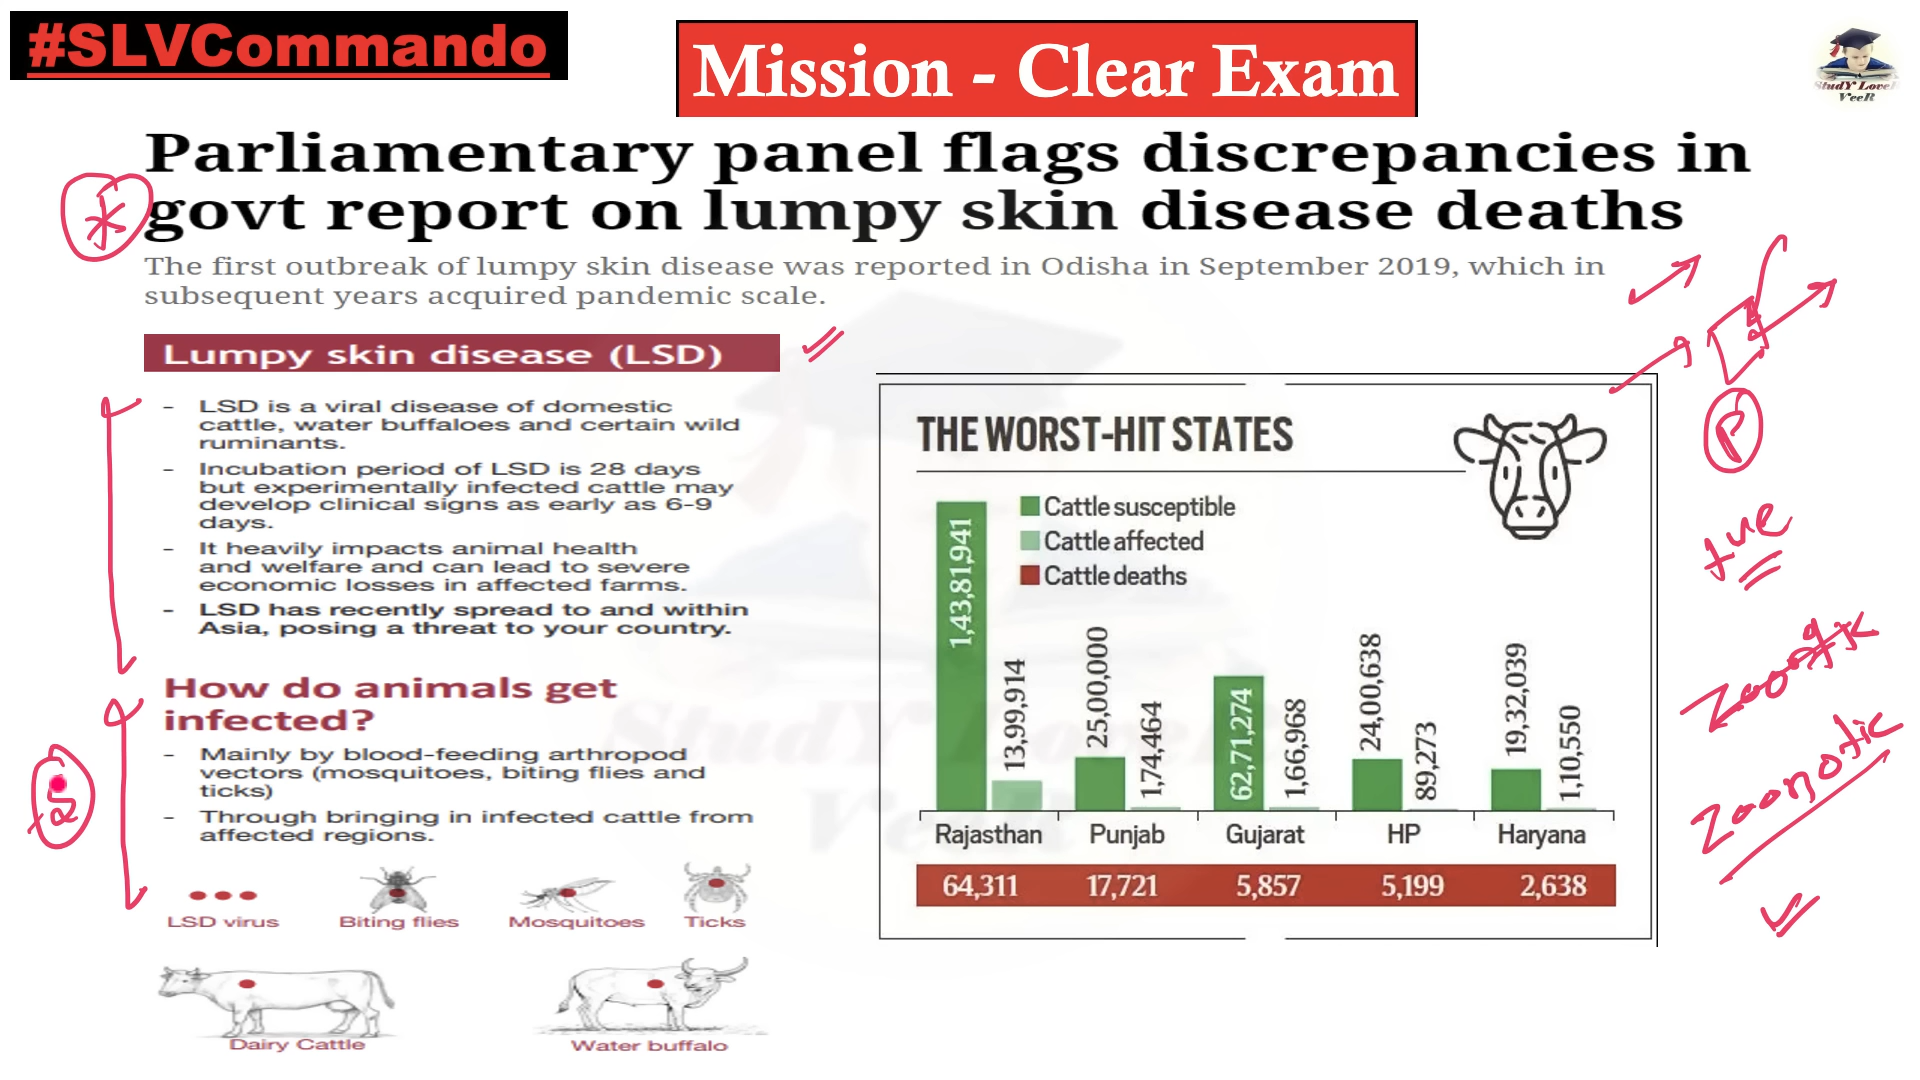 #SLVCommando
Mission - Clear Exam
StudY LoveR
VeeR
Parliamentary panel flags discrepancies in
govt report on lumpy skin disease deaths
The first outbreak of lumpy skin disease was reported in Odisha in September 2019, which in
subsequent years acquired pandemic scale.
Lumpy skin disease (LSD)
- LSD is a viral disease of domestic
cattle, water buffaloes and certain wild
ruminants.
- Incubation period of LSD is 28 days
but experimentally infected cattle may
develop clinical signs as early as 6-9
days.
- It heavily impacts animal health
and welfare and can lead to severe
economic losses in affected farms.
- LSD has recently spread to and within
Asia, posing a threat to your country.
How do animals get
infected?
- Mainly by blood-feeding arthropod
vectors (mosquitoes, biting flies and
ticks)
- Through bringing in infected cattle from
affected regions.
LSD virus
Biting flies
Mosquitoes
Ticks
Dairy Cattle
Water buffalo
THE WORST-HIT STATES
Cattle susceptible
Cattle affected
Cattle deaths
1,43,81,941
13,99,914
25,00,000
1,74,464
62,71,274
1,66,968
24,00,638
89,273
19,32,039
1,10,550
Rajasthan
Punjab
Gujarat
HP
Haryana
64,311
17,721
5,857
5,199
2,638
P
Zoonotic
StudY LoveR
VeeR